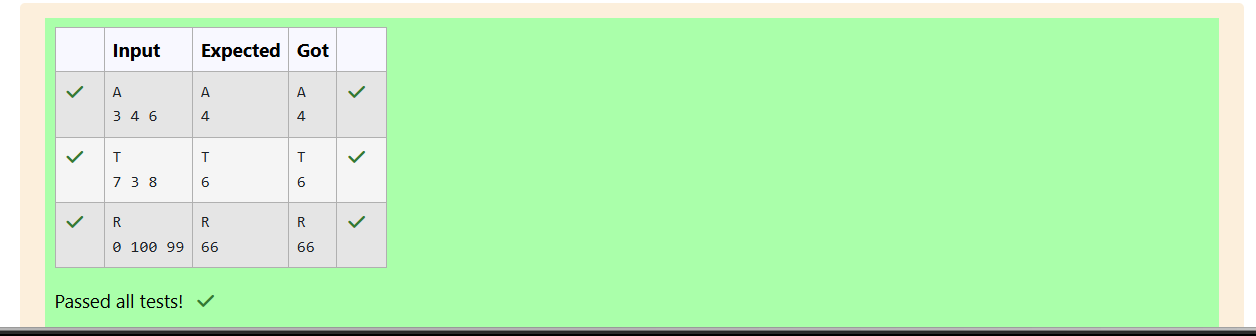 Input Expected Got
A A A
3 4 6 4 4
T T T
7 3 8 6 6
R R R
0 100 99 66 66
Passed all tests!